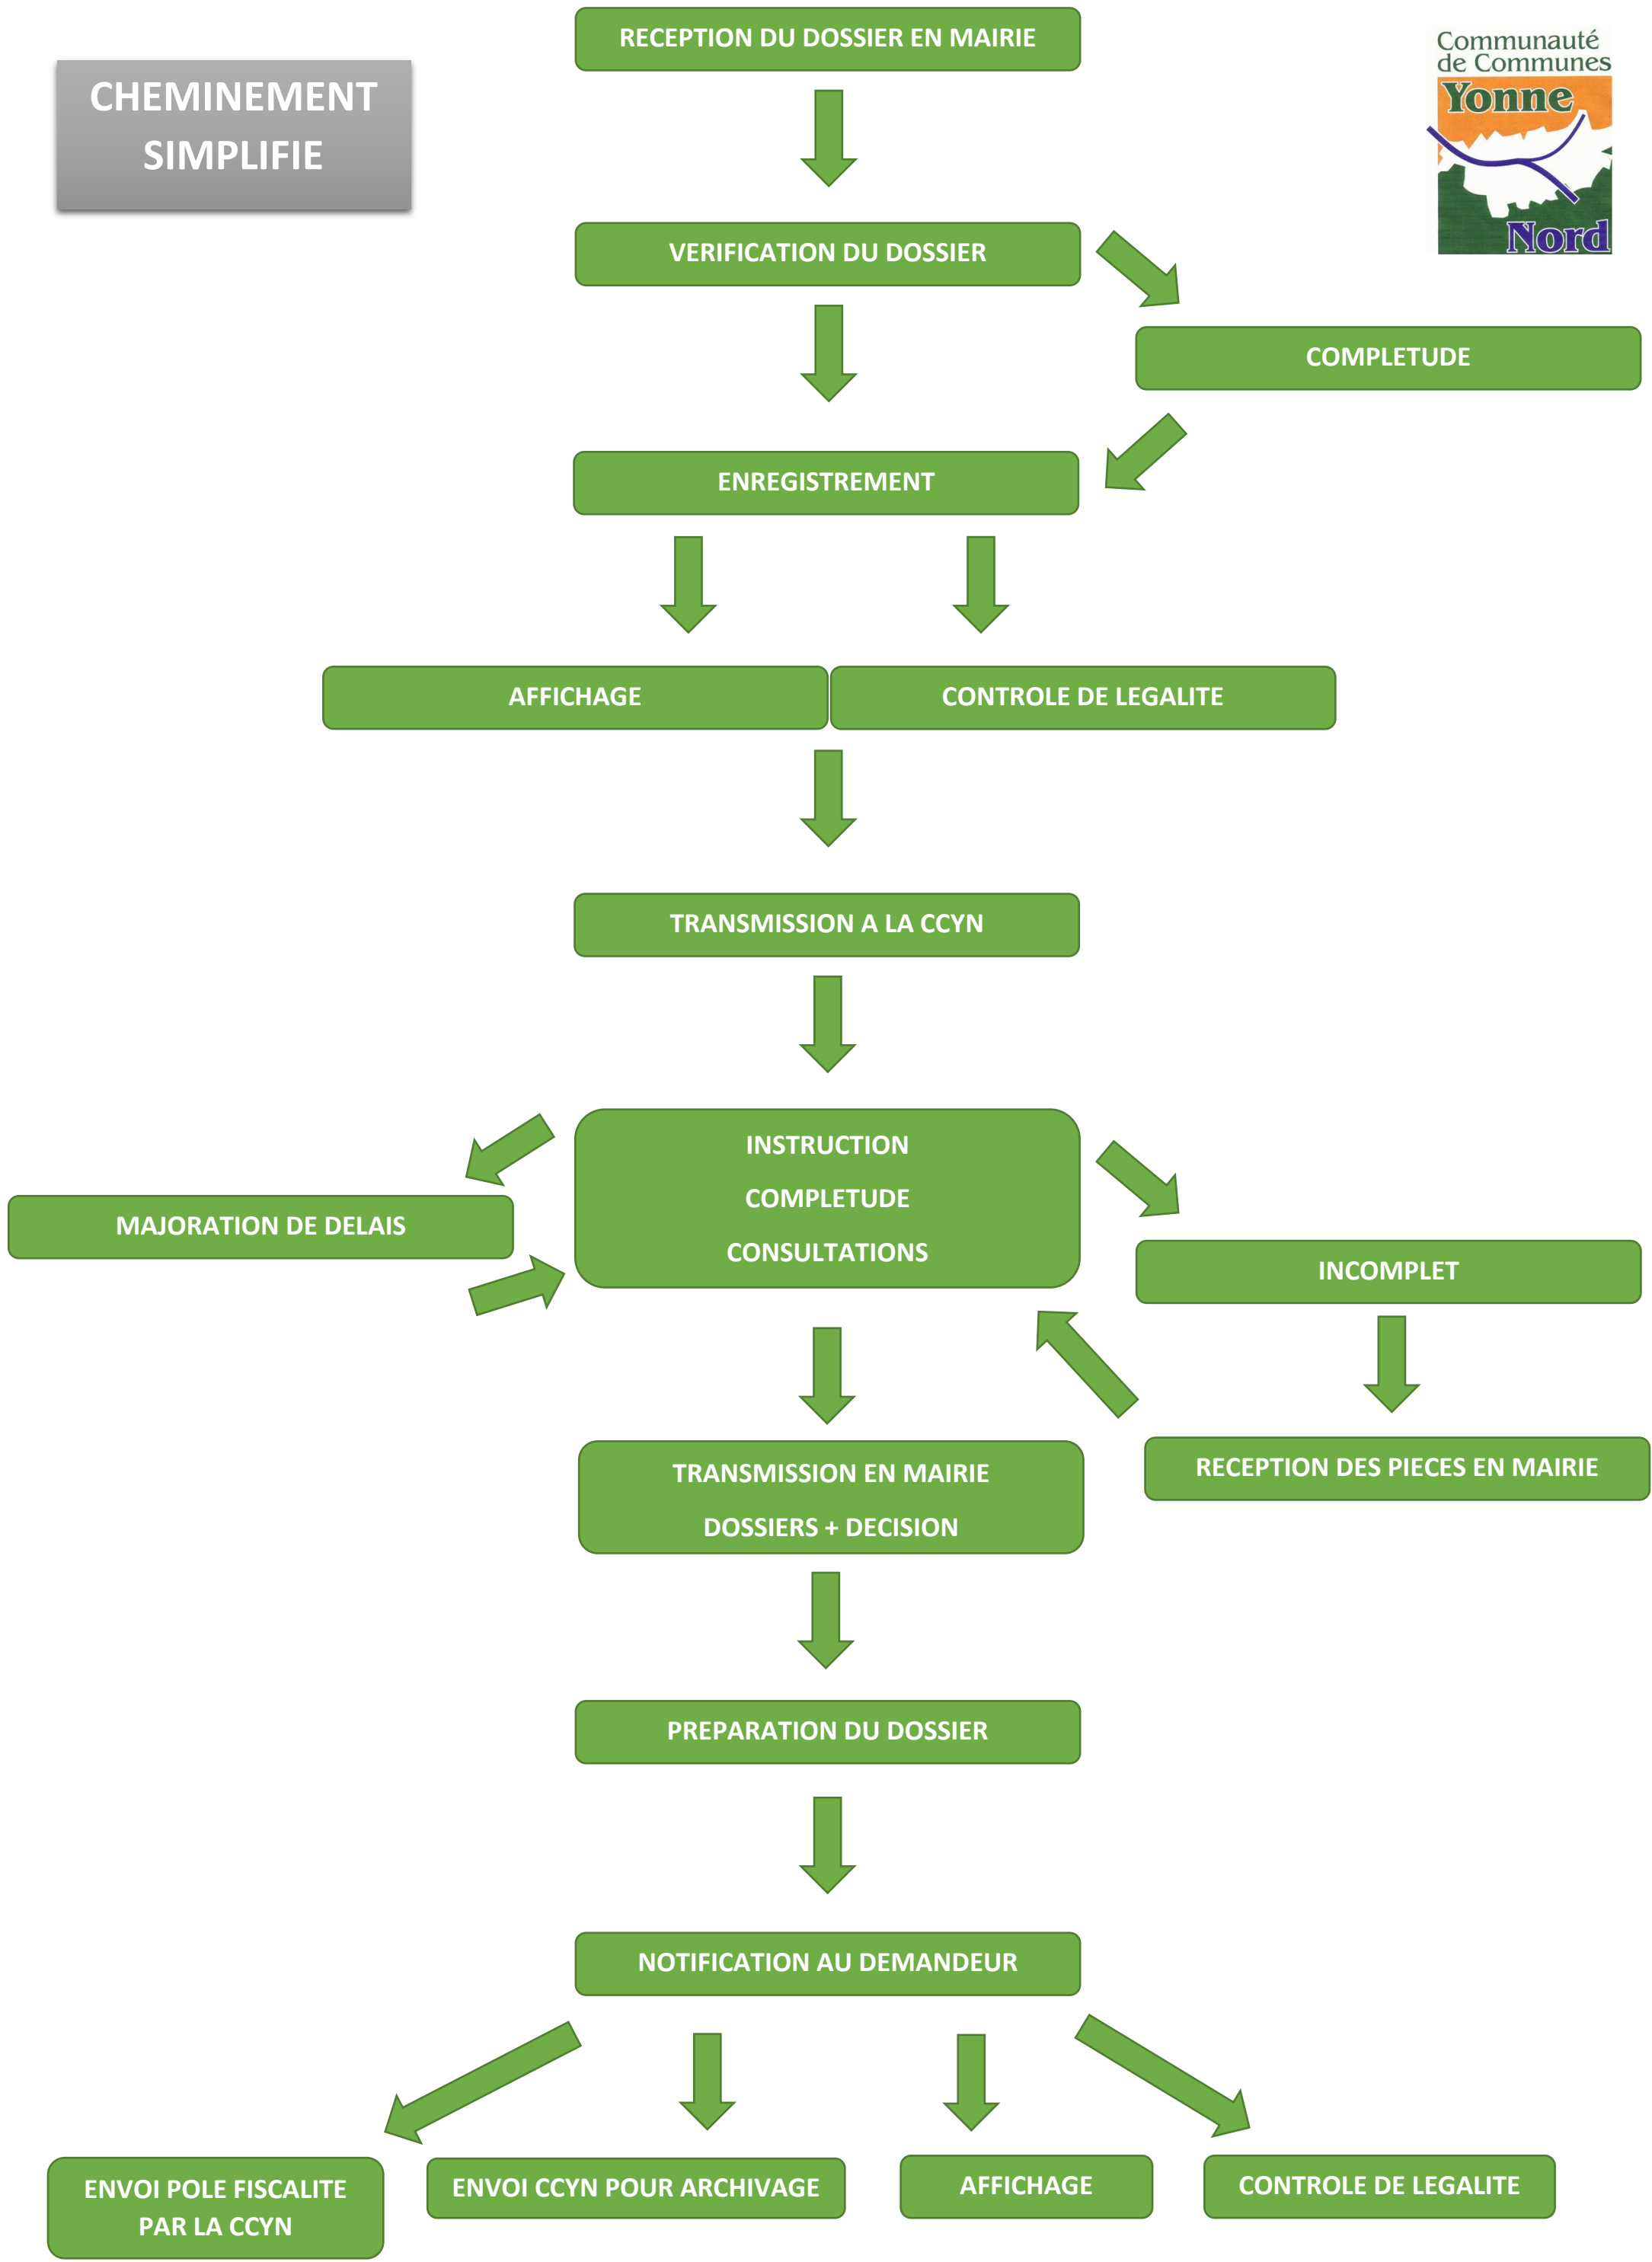 RECEPTION DU DOSSIER EN MAIRIE
CHEMINEMENT
SIMPLIFIE
Communauté
de Communes
Yonne
Nord
VERIFICATION DU DOSSIER
COMPLETUDE
ENREGISTREMENT
AFFICHAGE
CONTROLE DE LEGALITE
TRANSMISSION A LA CCYN
INSTRUCTION
COMPLETUDE
CONSULTATIONS
MAJORATION DE DELAIS
INCOMPLET
RECEPTION DES PIECES EN MAIRIE
TRANSMISSION EN MAIRIE
DOSSIERS + DECISION
PREPARATION DU DOSSIER
NOTIFICATION AU DEMANDEUR
ENVOI POLE FISCALITE
PAR LA CCYN
ENVOI CCYN POUR ARCHIVAGE
AFFICHAGE
CONTROLE DE LEGALITE